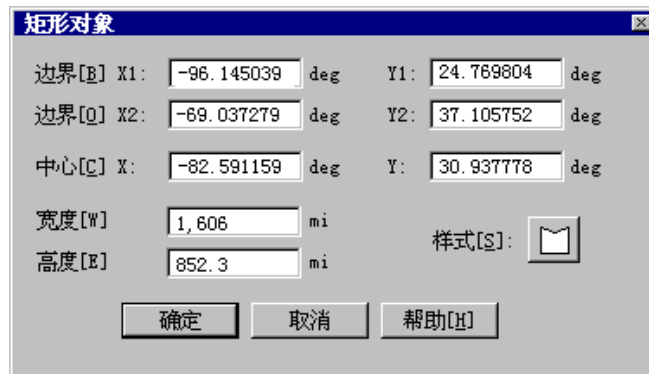 矩形对象
边界[B] X1: -96.145039 deg Y1: 24.769804 deg
边界[O] X2: -69.037279 deg Y2: 37.105752 deg
中心[C] X: -82.591159 deg Y: 30.937778 deg
宽度[W] 1,606 mi
样式[S]:
高度[E] 852.3 mi
确定 取消 帮助[H]